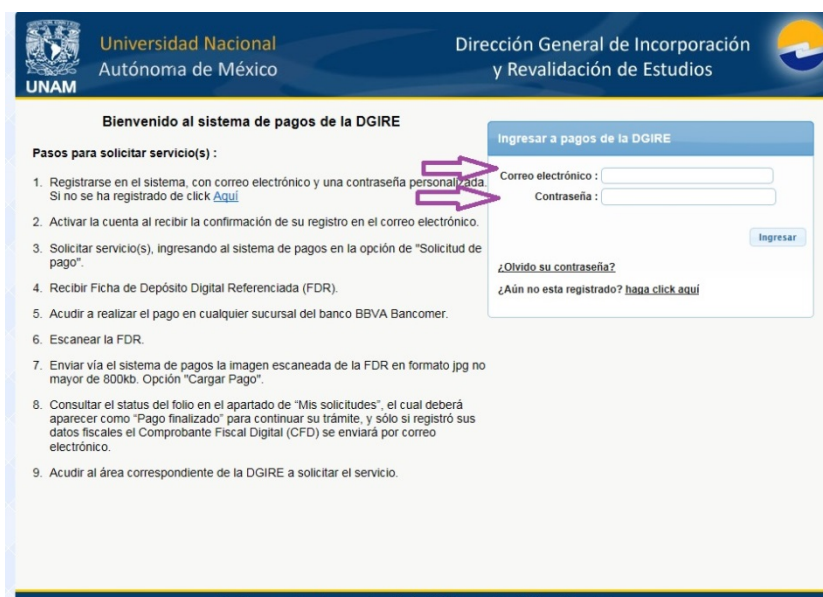 Universidad Nacional
Autónoma de México
UNAM
Dirección General de Incorporación
y Revalidación de Estudios
Bienvenido al sistema de pagos de la DGIRE
Pasos para solicitar servicio(s) :
1. Registrarse en el sistema, con correo electrónico y una contraseña personalizada.
Si no se ha registrado de click Aquí
2. Activar la cuenta al recibir la confirmación de su registro en el correo electrónico.
3. Solicitar servicio(s), ingresando al sistema de pagos en la opción de "Solicitud de
pago".
4. Recibir Ficha de Depósito Digital Referenciada (FDR).
5. Acudir a realizar el pago en cualquier sucursal del banco BBVA Bancomer.
6. Escanear la FDR.
7. Enviar vía el sistema de pagos la imagen escaneada de la FDR en formato jpg no
mayor de 800kb. Opción "Cargar Pago".
8. Consultar el status del folio en el apartado de “Mis solicitudes”, el cual deberá
aparecer como “Pago finalizado” para continuar su trámite, y sólo si registró sus
datos fiscales el Comprobante Fiscal Digital (CFD) se enviará por correo
electrónico.
9. Acudir al área correspondiente de la DGIRE a solicitar el servicio.
Ingresar a pagos de la DGIRE
Correo electrónico :
Contraseña :
Ingresar
¿Olvido su contraseña?
¿Aún no esta registrado? haga click aquí